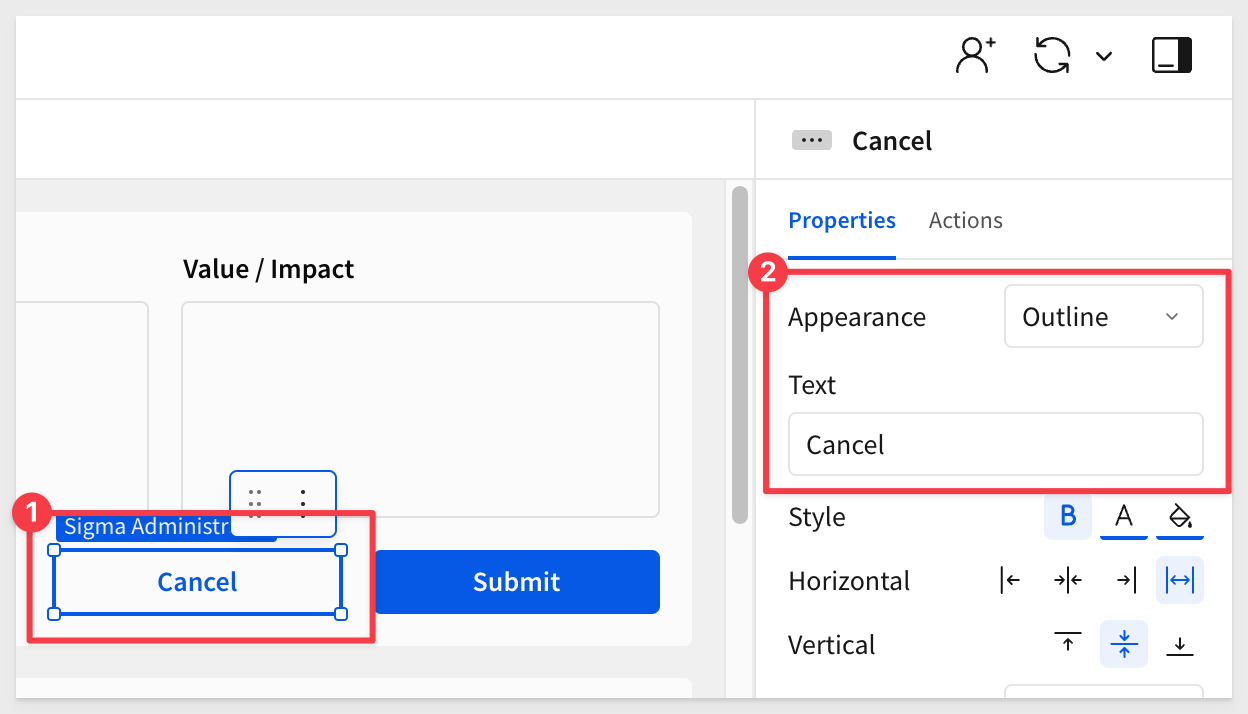 Cancel
Properties Actions
Value / Impact
2
Appearance Outline
Text
Cancel
1
Sigma Administr
Cancel Submit
Style B A
Horizontal
Vertical